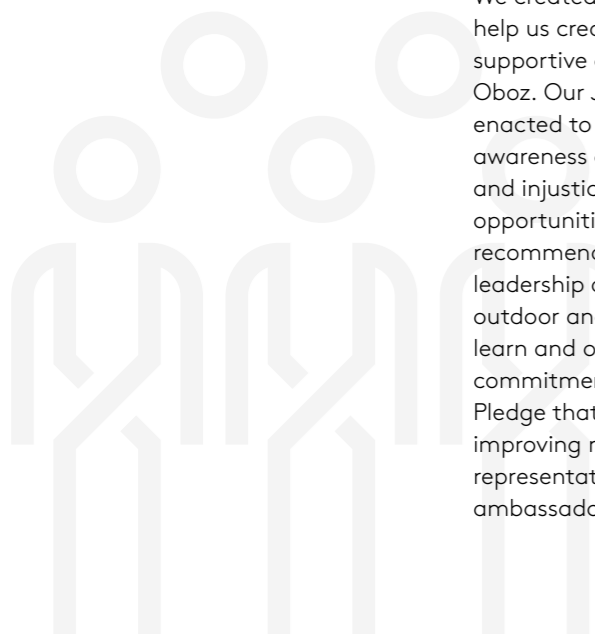 We created
help us crea
supportive
Oboz. Our J
enacted to
awareness
and injustic
opportuniti
recommend
leadership
outdoor an
learn and o
commitmen
Pledge that
improving r
representat
ambassado